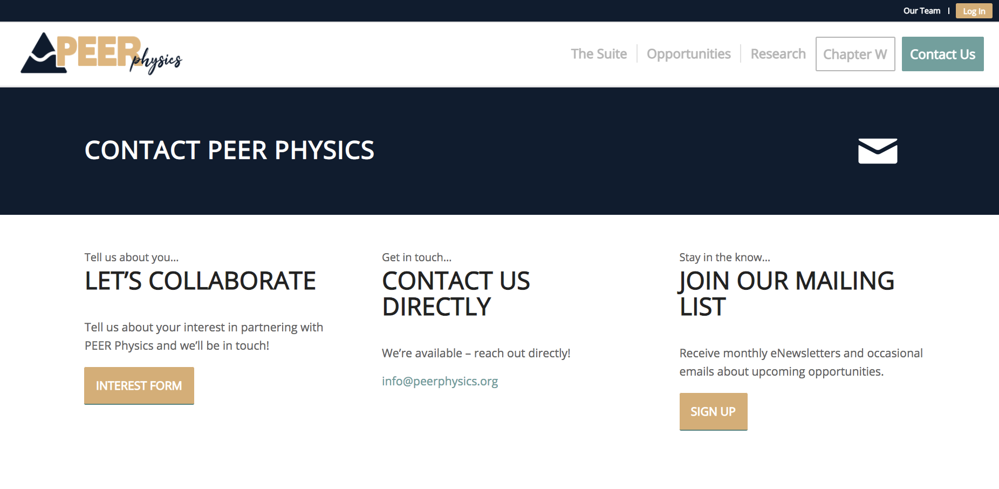 Our Team | Log In
PEER physics
The Suite
Opportunities
Research
Chapter W
Contact Us
CONTACT PEER PHYSICS
Tell us about you...
LET’S COLLABORATE
Tell us about your interest in partnering with
PEER Physics and we’ll be in touch!
INTEREST FORM
Get in touch...
CONTACT US
DIRECTLY
We’re available – reach out directly!
info@peerphysics.org
Stay in the know...
JOIN OUR MAILING
LIST
Receive monthly eNewsletters and occasional
emails about upcoming opportunities.
SIGN UP